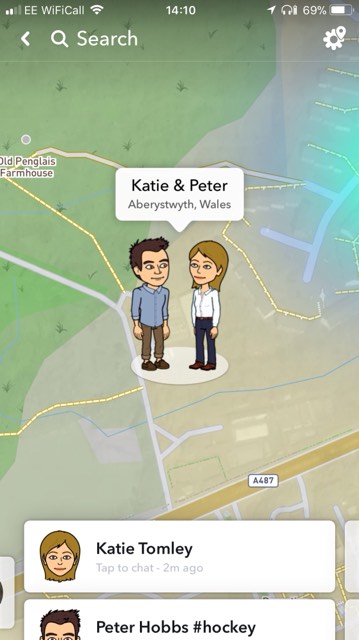 EE WiFiCall 14:10 69%
Search
Old Penglais
Farmhouse
Katie & Peter
Aberystwyth, Wales
A487
Katie Tomley
Tap to chat - 2m ago
Peter Hobbs #hockey